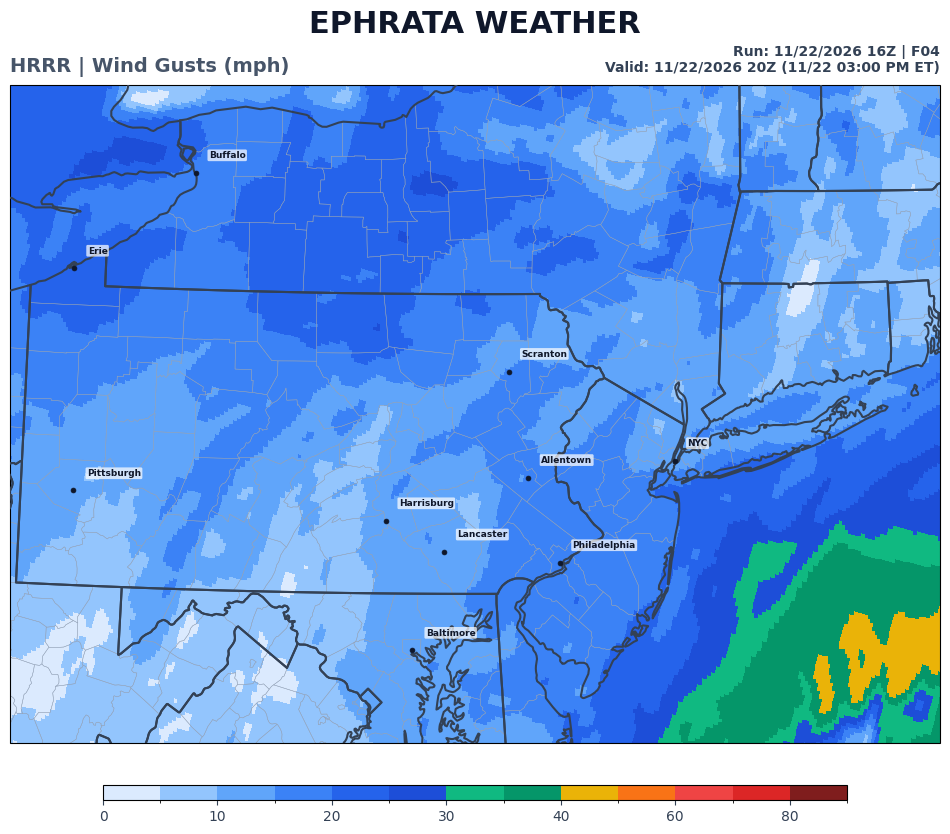 EPHRATA WEATHER
HRRR | Wind Gusts (mph)
Run: 11/22/2026 16Z | F04
Valid: 11/22/2026 20Z (11/22 03:00 PM ET)
Buffalo
Erie
Scranton
NYC
Allentown
Pittsburgh
Harrisburg
Lancaster
Philadelphia
Baltimore
0 10 20 30 40 50 60 70 80